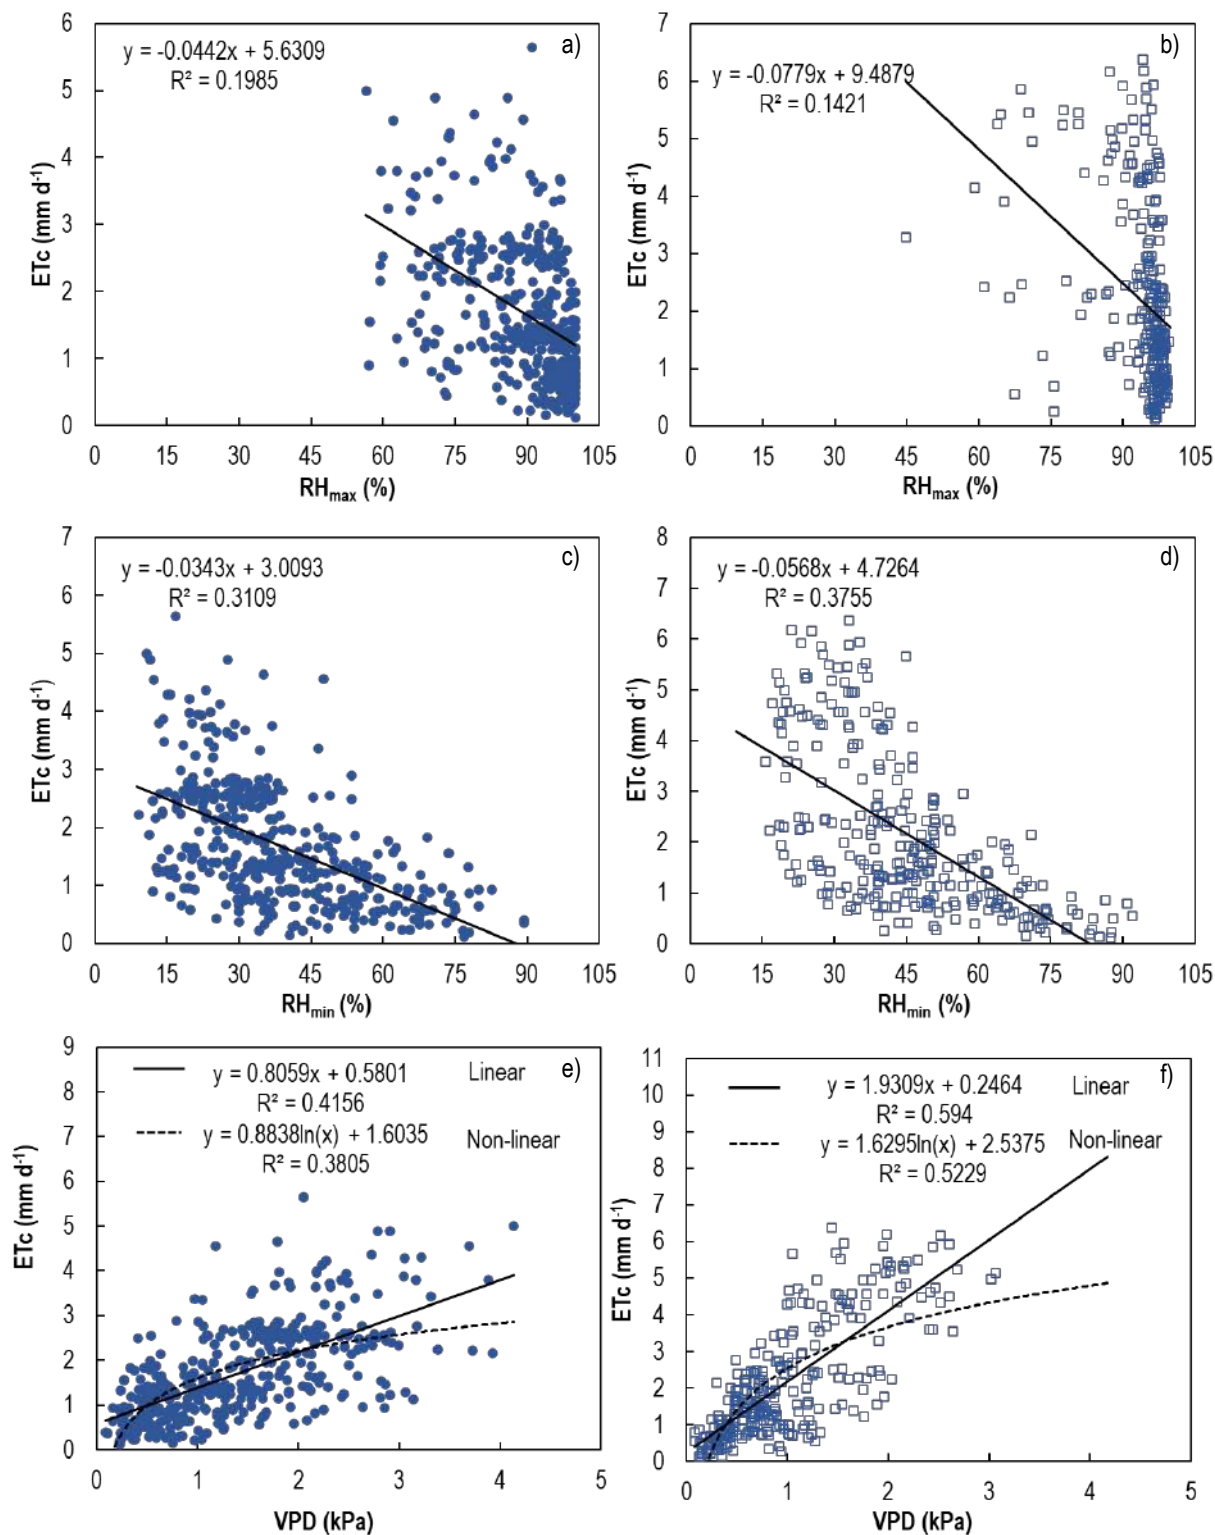 a)
y = -0.0442x + 5.6309
R² = 0.1985
6
5
4
3
2
1
0
ETc (mm d⁻¹)
0 15 30 45 60 75 90 105
RHmax (%)
b)
y = -0.0779x + 9.4879
R² = 0.1421
7
6
5
4
3
2
1
0
ETc (mm d⁻¹)
0 15 30 45 60 75 90 105
RHmax (%)
c)
y = -0.0343x + 3.0093
R² = 0.3109
7
6
5
4
3
2
1
0
ETc (mm d⁻¹)
0 15 30 45 60 75 90 105
RHmin (%)
d)
y = -0.0568x + 4.7264
R² = 0.3755
8
7
6
5
4
3
2
1
0
ETc (mm d⁻¹)
0 15 30 45 60 75 90 105
RHmin (%)
e)
y = 0.8059x + 0.5801 Linear
R² = 0.4156
y = 0.8838ln(x) + 1.6035 Non-linear
R² = 0.3805
9
8
7
6
5
4
3
2
1
0
ETc (mm d⁻¹)
0 1 2 3 4 5
VPD (kPa)
f)
y = 1.9309x + 0.2464 Linear
R² = 0.594
y = 1.6295ln(x) + 2.5375 Non-linear
R² = 0.5229
11
10
9
8
7
6
5
4
3
2
1
0
ETc (mm d⁻¹)
0 1 2 3 4 5
VPD (kPa)